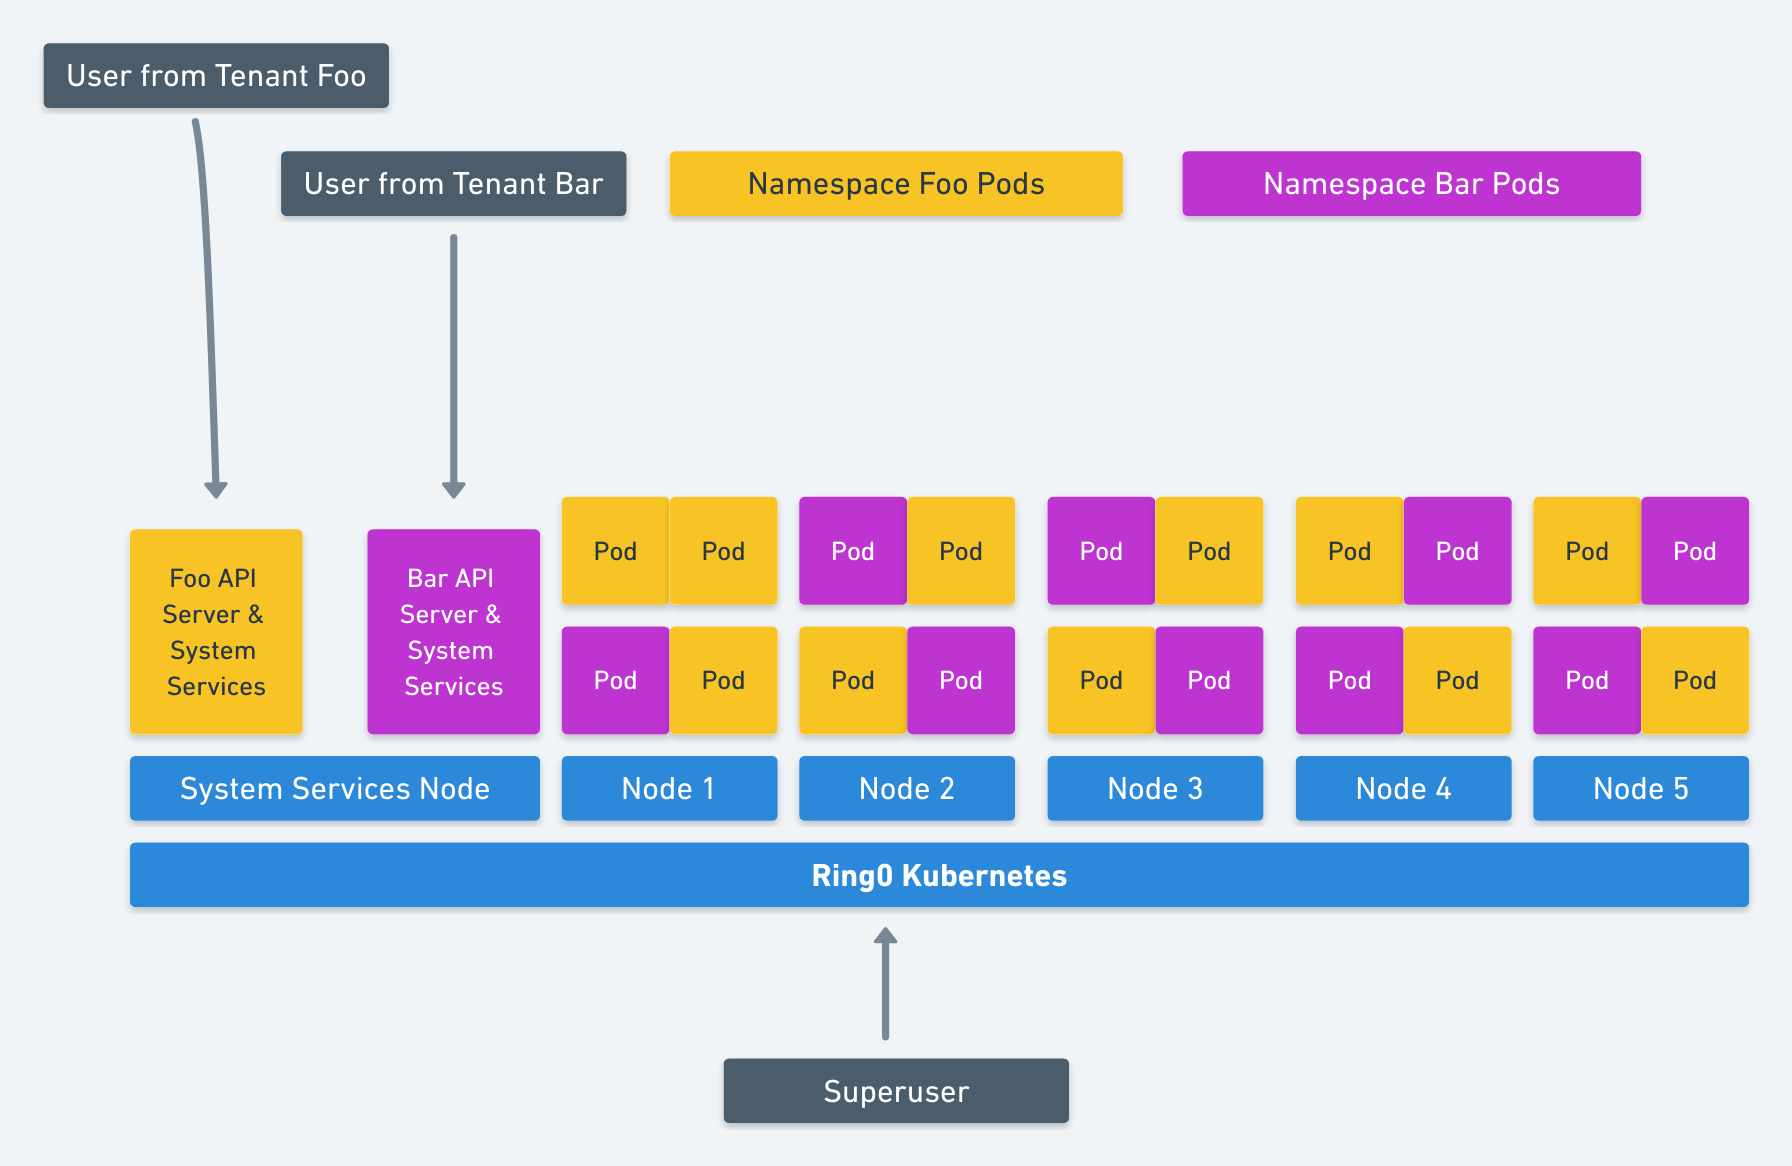 User from Tenant Foo
User from Tenant Bar
Namespace Foo Pods
Namespace Bar Pods
Foo API
Server &
System
Services
Bar API
Server &
System
Services
Pod Pod Pod Pod Pod Pod Pod Pod Pod Pod
Pod Pod Pod Pod Pod Pod Pod Pod Pod Pod
System Services Node
Node 1
Node 2
Node 3
Node 4
Node 5
Ring0 Kubernetes
Superuser